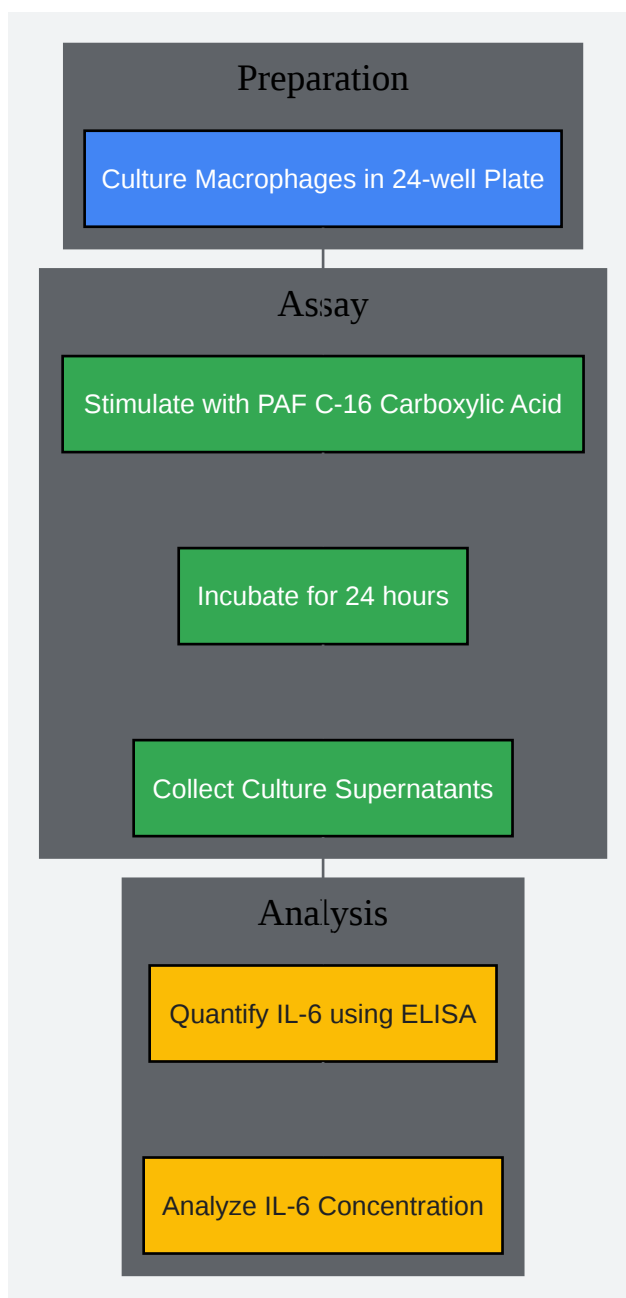 Preparation
Culture Macrophages in 24-well Plate
Assay
Stimulate with PAF C-16 Carboxylic Acid
Incubate for 24 hours
Collect Culture Supernatants
Analysis
Quantify IL-6 using ELISA
Analyze IL-6 Concentration